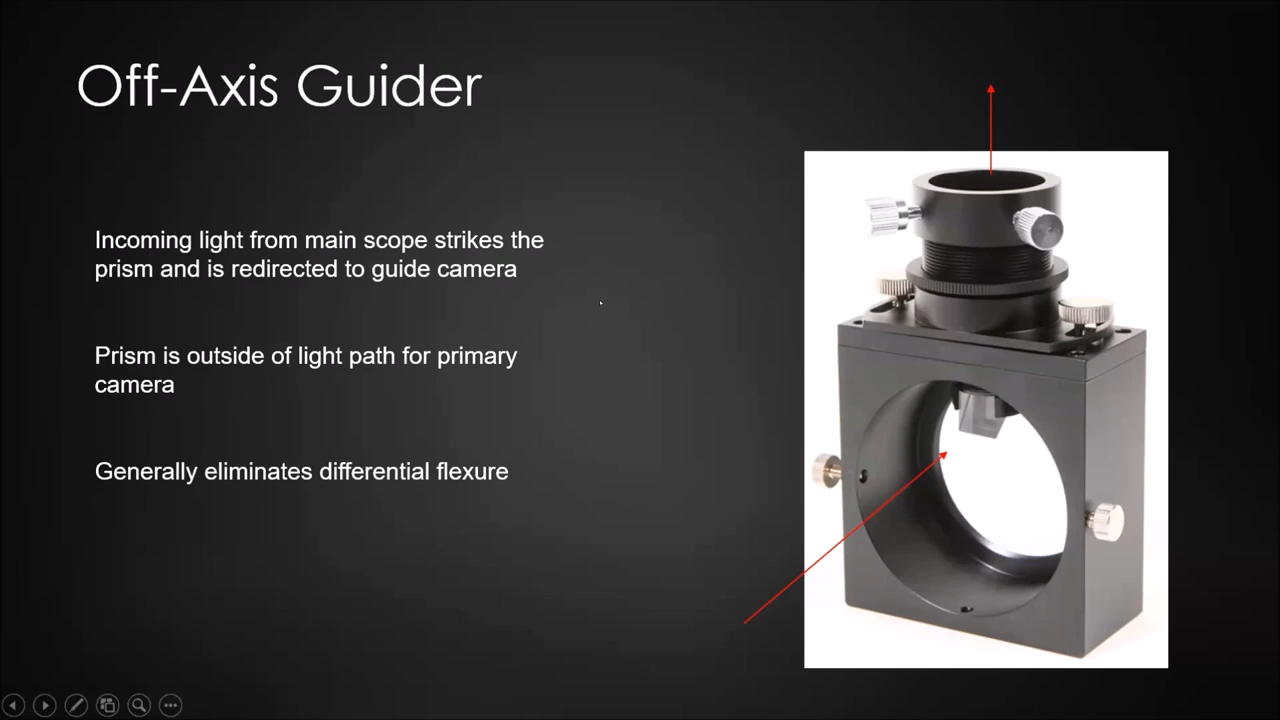 Off-Axis Guider
Incoming light from main scope strikes the
prism and is redirected to guide camera
Prism is outside of light path for primary
camera
Generally eliminates differential flexure